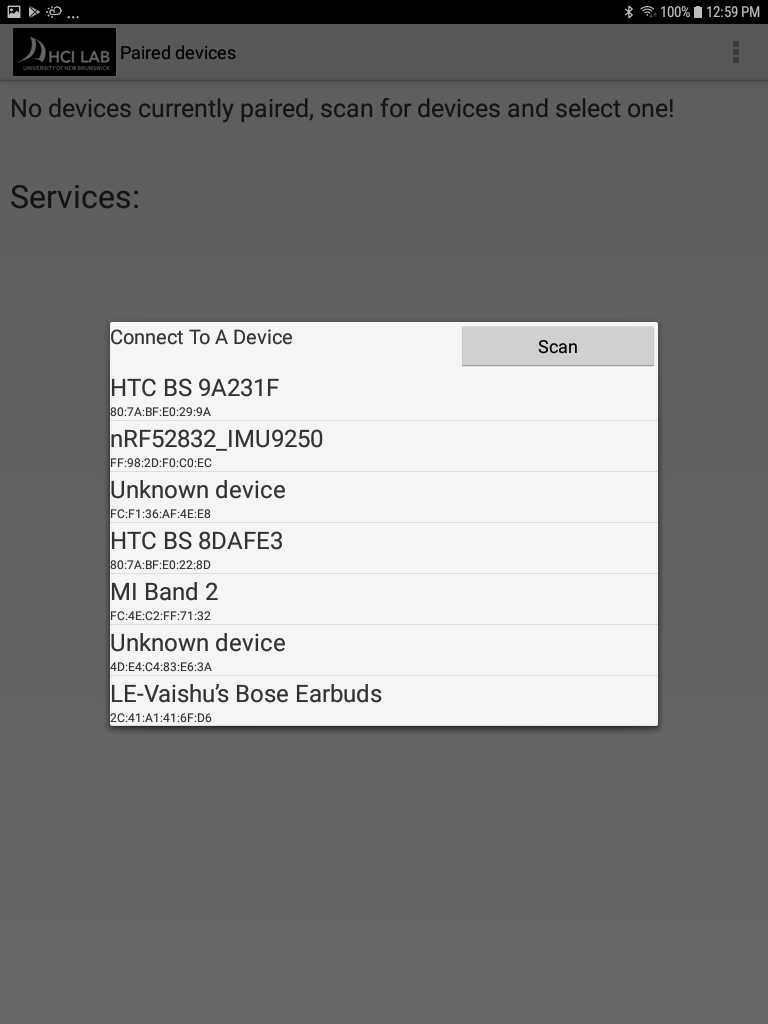 ... 100% 12:59 PM
HCI LAB Paired devices
UNIVERSITY OF NEW BRUNSWICK
No devices currently paired, scan for devices and select one!
Services:
Connect To A Device
Scan
HTC BS 9A231F
80:7A:BF:E0:29:9A
nRF52832_IMU9250
FF:98:2D:F0:C0:EC
Unknown device
FC:F1:36:AF:4E:E8
HTC BS 8DAFE3
80:7A:BF:E0:22:8D
MI Band 2
FC:4E:C2:FF:71:32
Unknown device
4D:E4:C4:83:E6:3A
LE-Vaishu’s Bose Earbuds
2C:41:A1:41:6F:D6